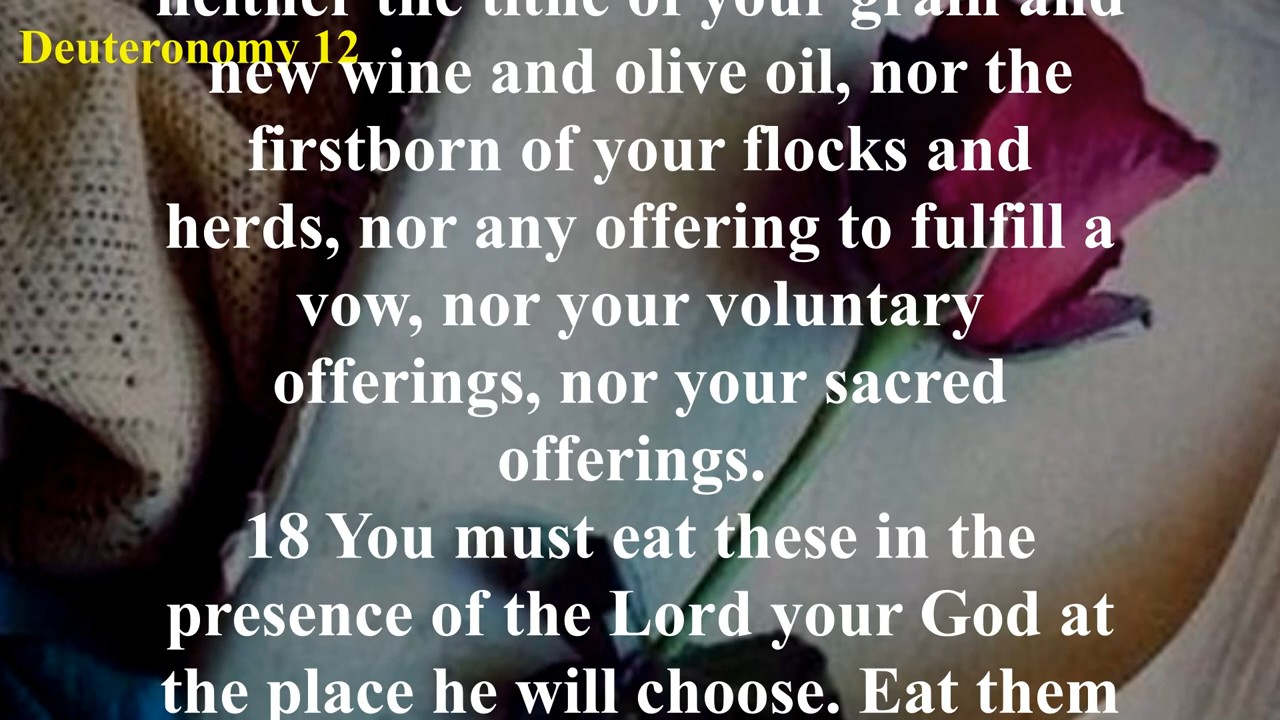 neither the tithe of your grain and
Deuteronomy 12
new wine and olive oil, nor the
firstborn of your flocks and
herds, nor any offering to fulfill a
vow, nor your voluntary
offerings, nor your sacred
offerings.
18 You must eat these in the
presence of the Lord your God at
the place he will choose. Eat them